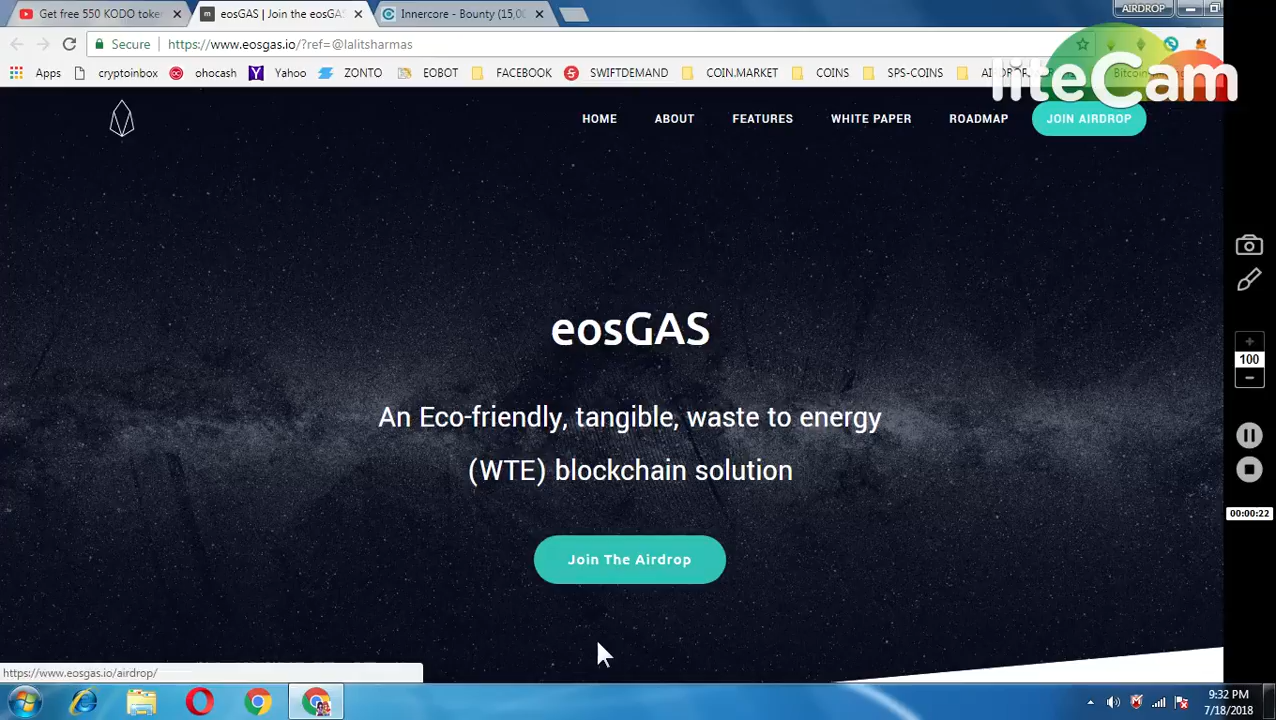 Get free 550 KODO token
eosGAS | Join the eosGA
Innercore - Bounty (15,00
AIRDROP
Secure
https://www.eosgas.io/?ref=@lalitsharmas
Apps
cryptoinbox
ohocash
Yahoo
EOBOT
FACEBOOK
SWIFTDEMAND
COIN.MARKET
COINS
SPS-COINS
liteCam
HOME
ABOUT
FEATURES
WHITE PAPER
ROADMAP
JOIN AIRDROP
eosGAS
An Eco-friendly, tangible, waste to energy
(WTE) blockchain solution
Join The Airdrop
100
00:00:22
https://www.eosgas.io/airdrop/
9:32 PM
7/18/2018